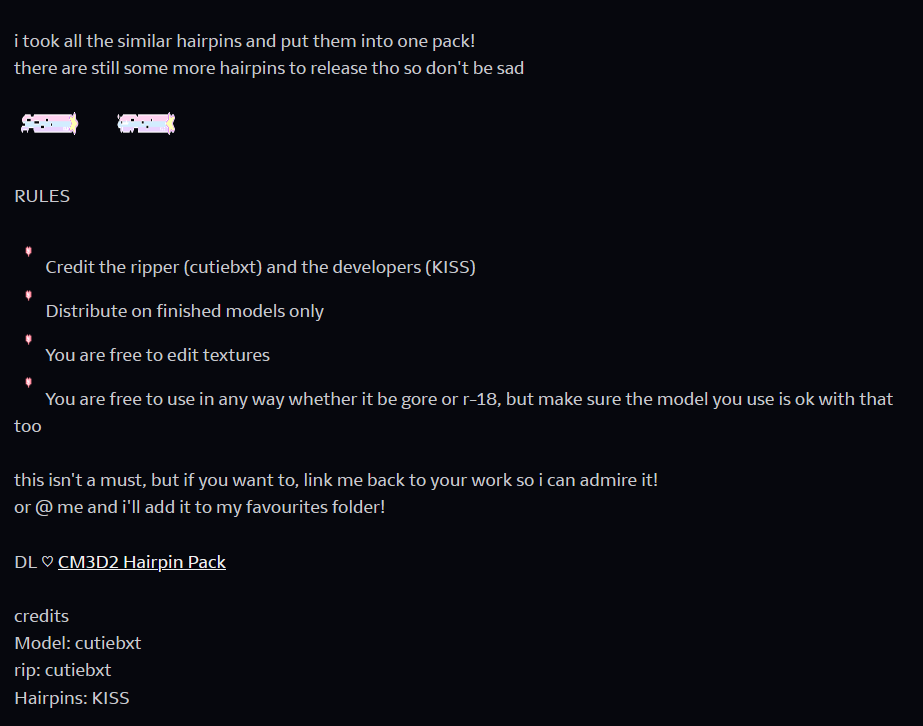 i took all the similar hairpins and put them into one pack!
there are still some more hairpins to release tho so don't be sad
RULES
Credit the ripper (cutiebxt) and the developers (KISS)
Distribute on finished models only
You are free to edit textures
You are free to use in any way whether it be gore or r-18, but make sure the model you use is ok with that
too
this isn't a must, but if you want to, link me back to your work so i can admire it!
or @ me and i'll add it to my favourites folder!
DL ♡ CM3D2 Hairpin Pack
credits
Model: cutiebxt
rip: cutiebxt
Hairpins: KISS